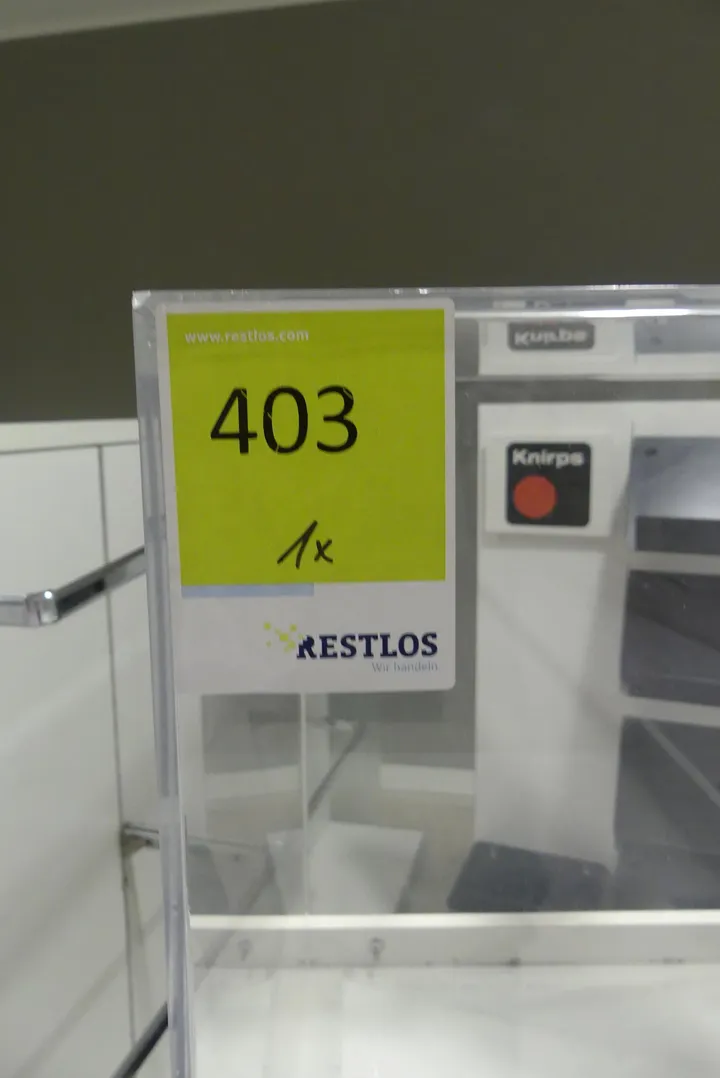 www.restlos.com
403
1x
RESTLOS
Wir handeln
Knirps